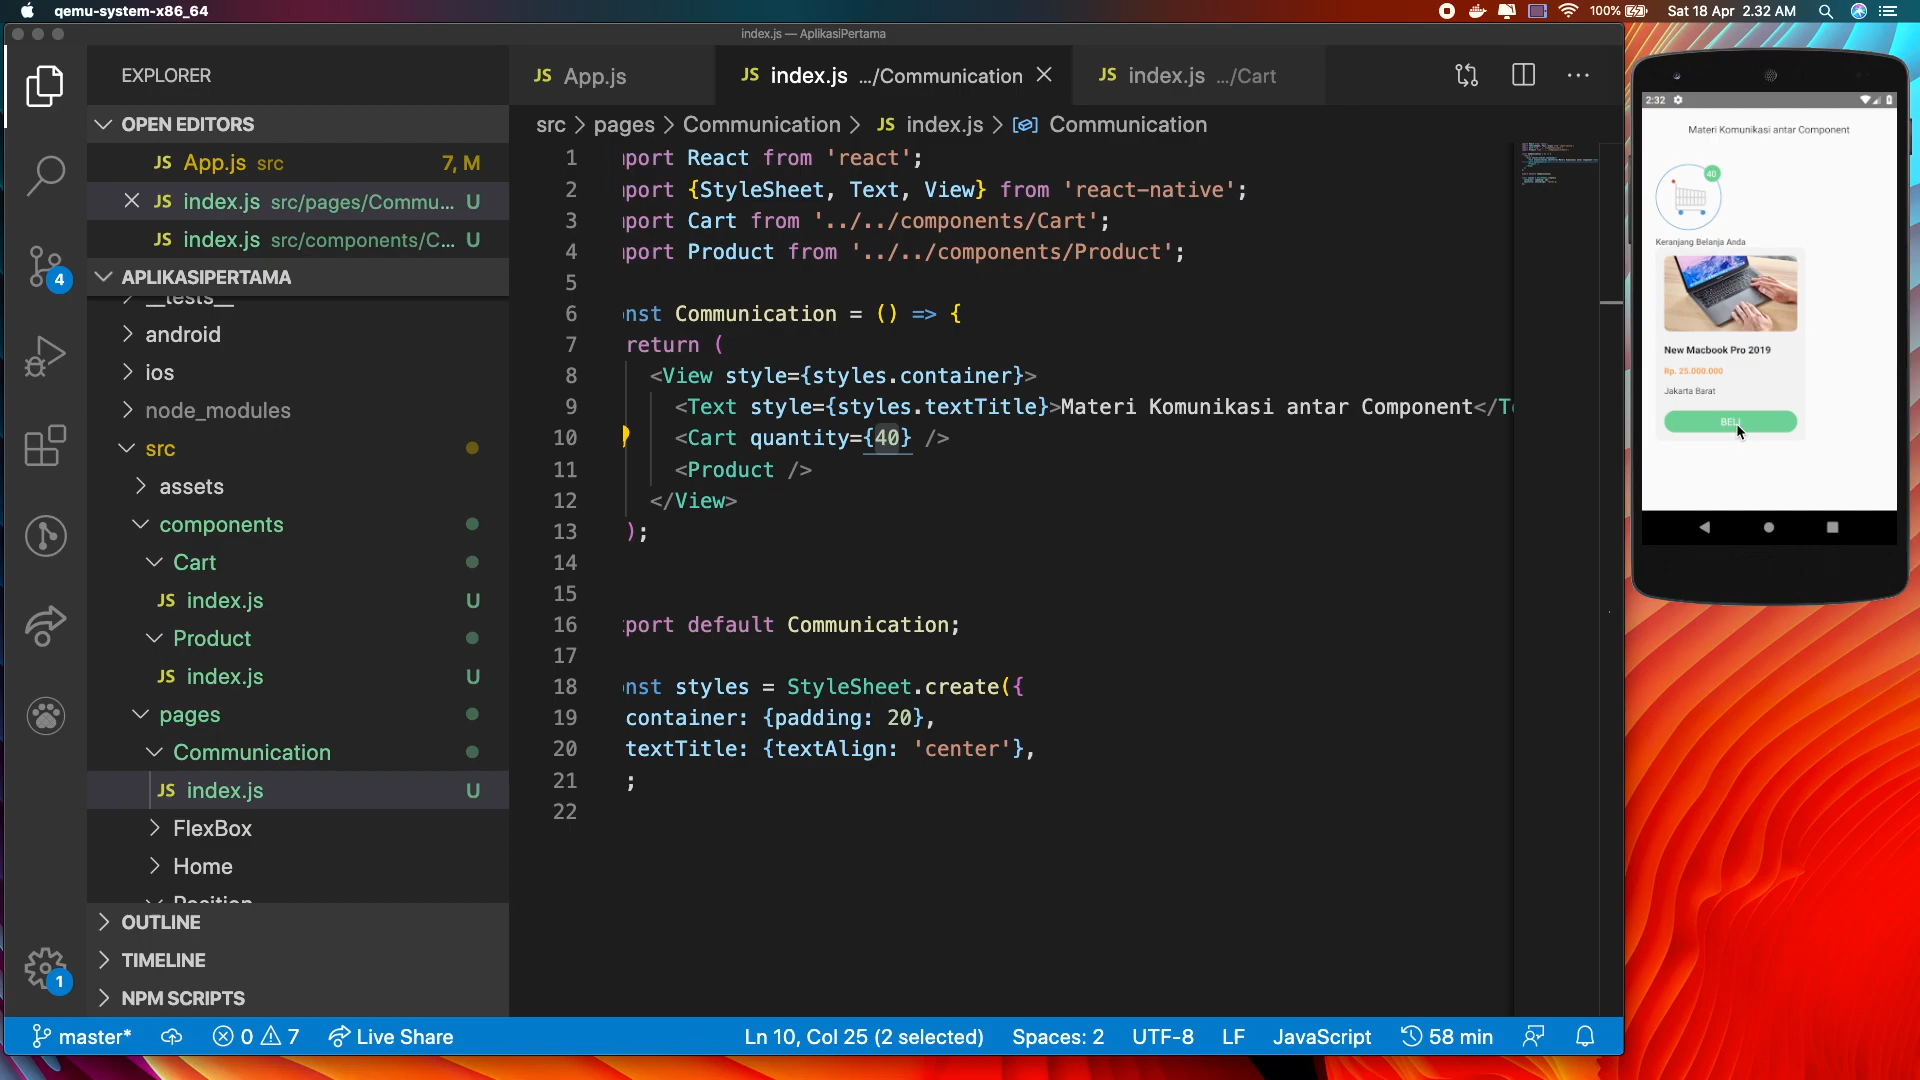 qemu-system-x86_64
100%
Sat 18 Apr 2.32 AM
index.js — AplikasiPertama
EXPLORER
JS App.js
JS index.js .../Communication
JS index.js .../Cart
OPEN EDITORS
JS App.js src 7, M
JS index.js src/pages/Commu... U
JS index.js src/components/C... U
APLIKASIPERTAMA
__tests__
android
ios
node_modules
src
assets
components
Cart
JS index.js U
Product
JS index.js U
pages
Communication
JS index.js U
FlexBox
Home
Position
OUTLINE
TIMELINE
NPM SCRIPTS
4
1
src > pages > Communication > JS index.js > Communication
1 port React from 'react';
2 port {StyleSheet, Text, View} from 'react-native';
3 port Cart from '../../components/Cart';
4 port Product from '../../components/Product';
5
6 nst Communication = () => {
7 return (
8 <View style={styles.container}>
9 <Text style={styles.textTitle}>Materi Komunikasi antar Component</T
10 <Cart quantity={40} />
11 <Product />
12 </View>
13 );
14
15
16 port default Communication;
17
18 nst styles = StyleSheet.create({
19 container: {padding: 20},
20 textTitle: {textAlign: 'center'},
21 ;
22
master* 0 7 Live Share
Ln 10, Col 25 (2 selected) Spaces: 2 UTF-8 LF JavaScript 58 min
2:32
Materi Komunikasi antar Component
40
Keranjang Belanja Anda
New Macbook Pro 2019
Rp. 25.000.000
Jakarta Barat
BELI